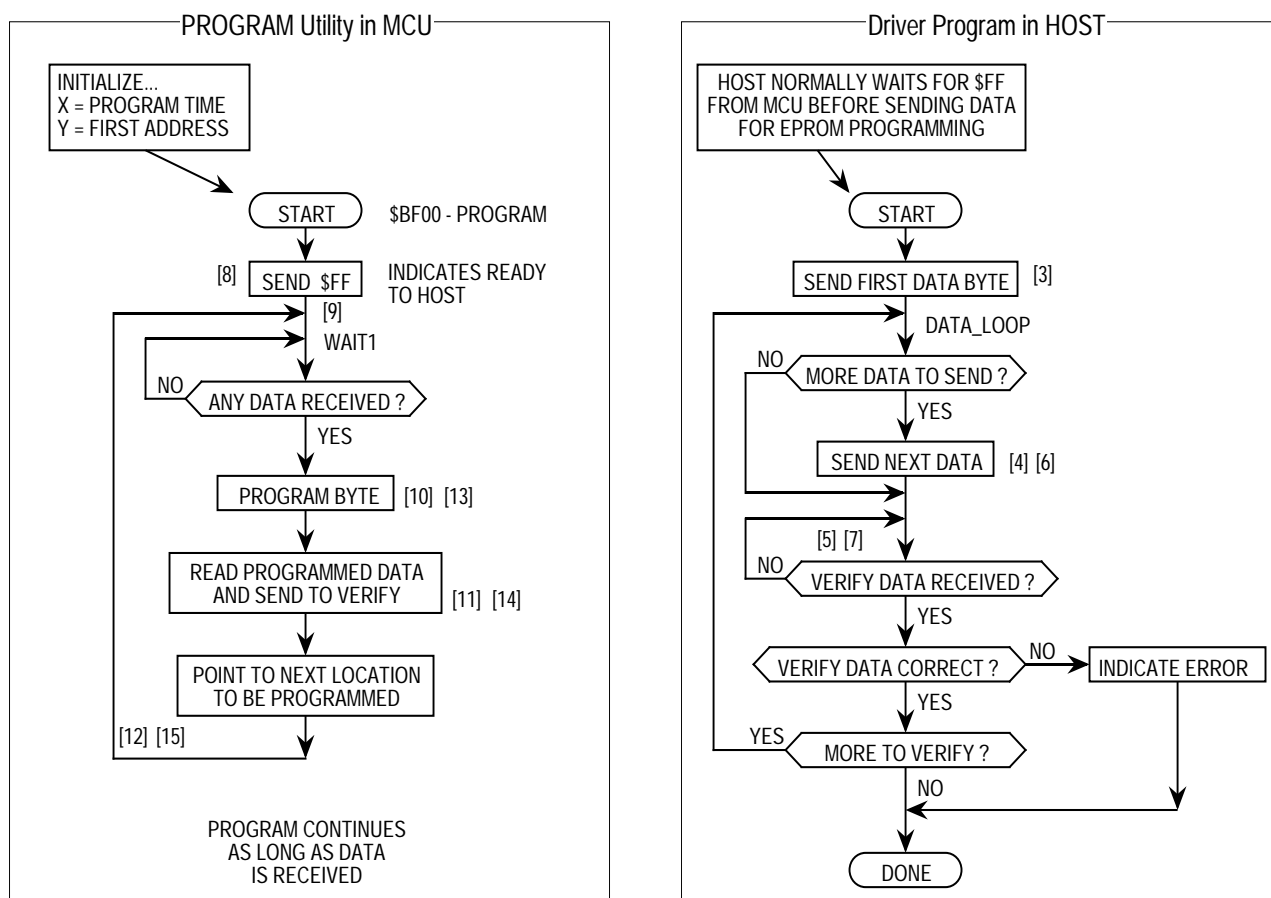 PROGRAM Utility in MCU
INITIALIZE...
X = PROGRAM TIME
Y = FIRST ADDRESS
START
$BF00 - PROGRAM
[8]
SEND $FF
INDICATES READY
TO HOST
[9]
WAIT1
NO
ANY DATA RECEIVED ?
YES
PROGRAM BYTE
[10] [13]
READ PROGRAMMED DATA
AND SEND TO VERIFY
[11] [14]
POINT TO NEXT LOCATION
TO BE PROGRAMMED
[12] [15]
PROGRAM CONTINUES
AS LONG AS DATA
IS RECEIVED
Driver Program in HOST
HOST NORMALLY WAITS FOR $FF
FROM MCU BEFORE SENDING DATA
FOR EPROM PROGRAMMING
START
SEND FIRST DATA BYTE
[3]
DATA_LOOP
NO
MORE DATA TO SEND ?
YES
SEND NEXT DATA
[4] [6]
[5] [7]
NO
VERIFY DATA RECEIVED ?
YES
VERIFY DATA CORRECT ?
NO
INDICATE ERROR
YES
YES
MORE TO VERIFY ?
NO
DONE